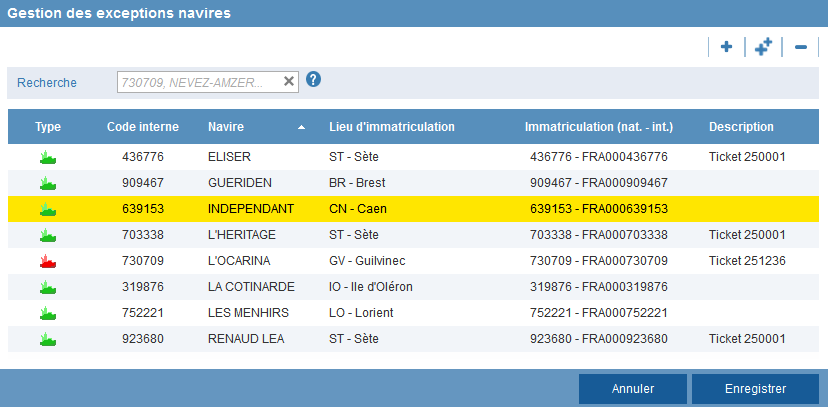 Gestion des exceptions navires
Recherche 730709, NEVEZ-AMZER...
Type Code interne Navire Lieu d'immatriculation Immatriculation (nat. - int.) Description
436776 ELISER ST - Sète 436776 - FRA000436776 Ticket 250001
909467 GUERIDEN BR - Brest 909467 - FRA000909467
639153 INDEPENDANT CN - Caen 639153 - FRA000639153
703338 L'HERITAGE ST - Sète 703338 - FRA000703338 Ticket 250001
730709 L'OCARINA GV - Guilvinec 730709 - FRA000730709 Ticket 251236
319876 LA COTINARDE IO - Ile d'Oléron 319876 - FRA000319876
752221 LES MENHIRS LO - Lorient 752221 - FRA000752221
923680 RENAUD LEA ST - Sète 923680 - FRA000923680 Ticket 250001
Annuler Enregistrer